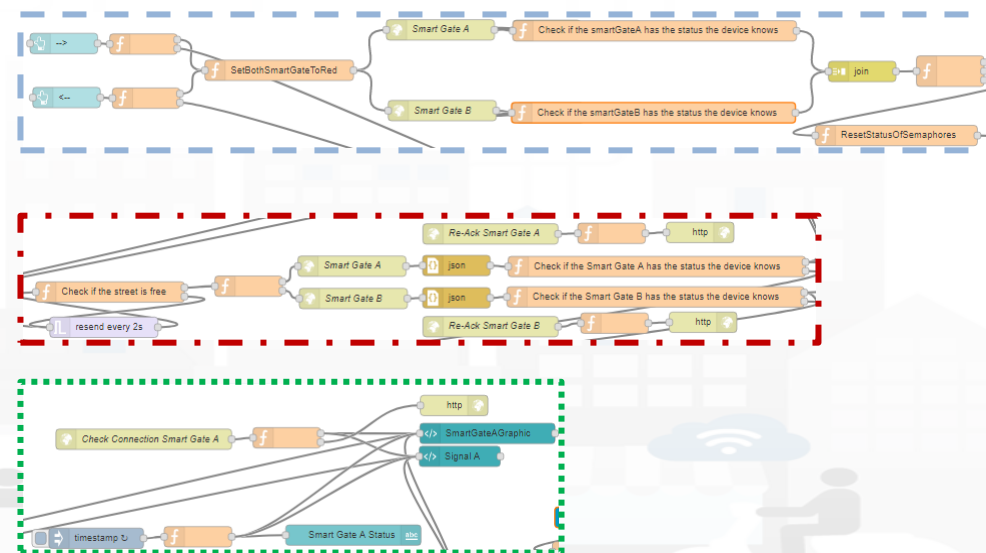 -->
f
Smart Gate A
f Check if the smartGateA has the status the device knows
f SetBothSmartGateToRed
join
f
<--
f
Smart Gate B
f Check if the smartGateB has the status the device knows
f ResetStatusOfSemaphores
Re-Ack Smart Gate A
f
http
Smart Gate A
{} json
f Check if the Smart Gate A has the status the device knows
f Check if the street is free
f
Smart Gate B
{} json
f Check if the Smart Gate B has the status the device knows
resend every 2s
Re-Ack Smart Gate B
f
http
http
Check Connection Smart Gate A
f
</> SmartGateAGraphic
</> Signal A
timestamp ↻
f
Smart Gate A Status abc